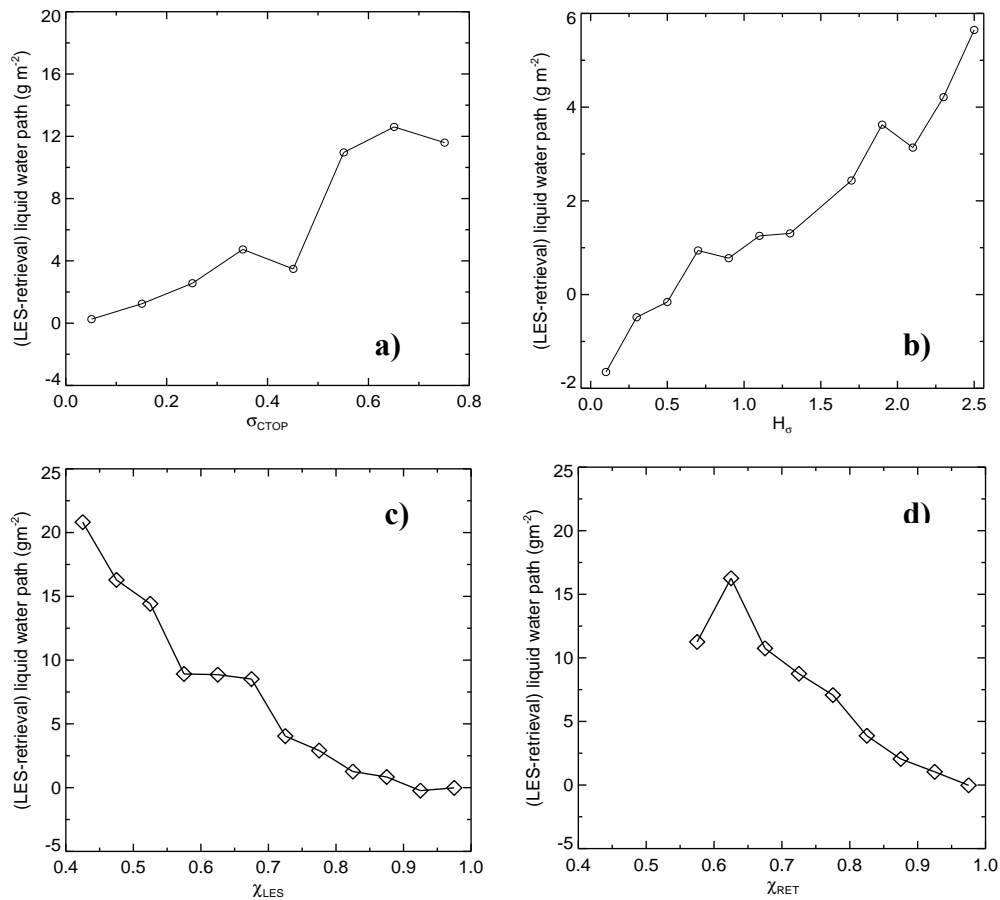 (LES-retrieval) liquid water path (g m-2)
20
16
12
8
4
0
-4
a)
0.0 0.2 0.4 0.6 0.8
σCTOP
(LES-retrieval) liquid water path (g m-2)
6
4
2
0
-2
b)
0.0 0.5 1.0 1.5 2.0 2.5
Hσ
(LES-retrieval) liquid water path (gm-2)
25
20
15
10
5
0
-5
c)
0.4 0.5 0.6 0.7 0.8 0.9 1.0
χLES
(LES-retrieval) liquid water path (gm-2)
25
20
15
10
5
0
-5
d)
0.4 0.5 0.6 0.7 0.8 0.9 1.0
χRET